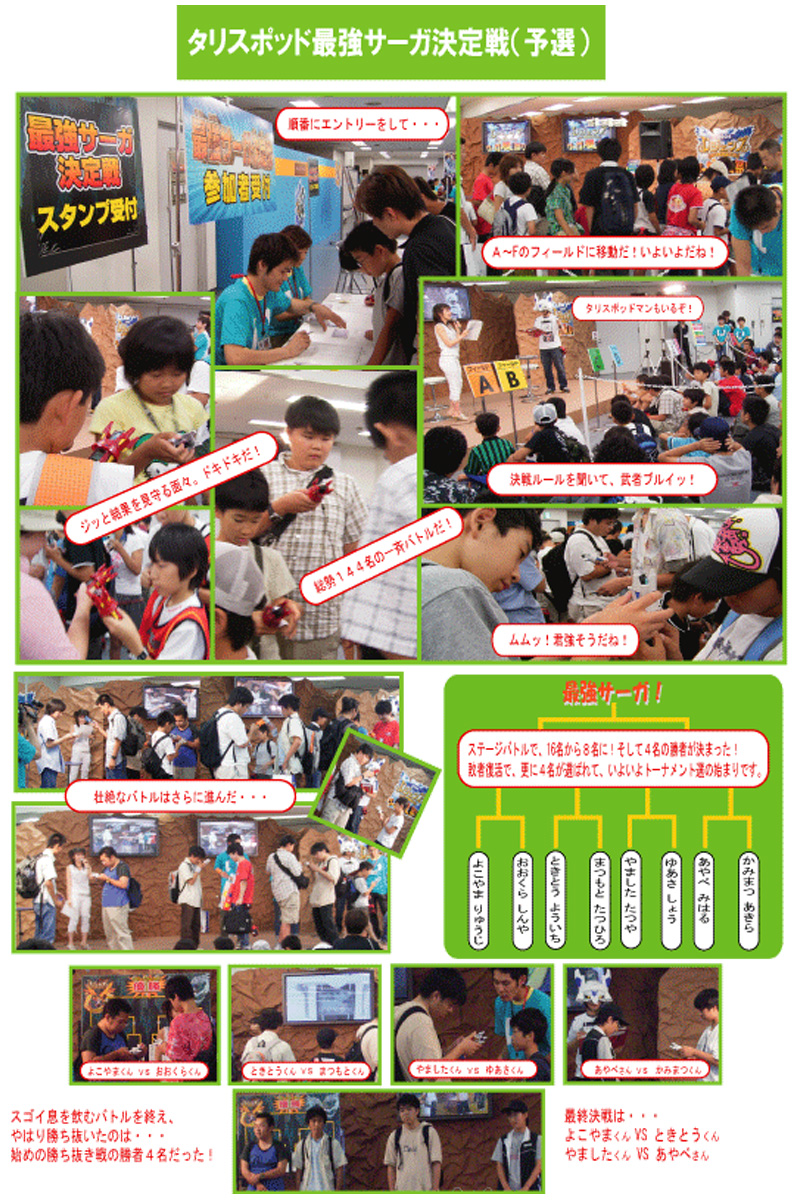 タリスポッド最強サーガ決定戦(予選)
最強サーガ
決定戦
スタンプ受付
最強サーガ決定戦
参加者受付
順番にエントリーをして・・・
A～Fのフィールドに移動だ！いよいよだね！
タリスポッドマンもいるぞ！
フィールド
A
フィールド
B
決戦ルールを聞いて、武者ブルイッ！
ジッと結果を見守る面々。ドキドキだ！
総勢144名の一斉バトルだ！
ムムッ！君強そうだね！
壮絶なバトルはさらに進んだ・・・
最強サーガ！
ステージバトルで、16名から8名に！そして4名の勝者が決まった！
敗者復活で、更に4名が選ばれて、いよいよトーナメント選の始まりです。
よこやま りゅうじ
おおくら しんや
ときとう よういち
まつもと たつひろ
やました たつや
ゆあさ しょう
あやべ みはる
かみまつ あきら
よこやまくん vs おおくらくん
ときとうくん VS まつもとくん
やましたくん vs ゆあさくん
あやべさん vs かみまつくん
スゴイ息を飲むバトルを終え、
やはり勝ち抜いたのは・・・
始めの勝ち抜き戦の勝者4名だった！
最終決戦は・・・
よこやまくん VS ときとうくん
やましたくん VS あやべさん